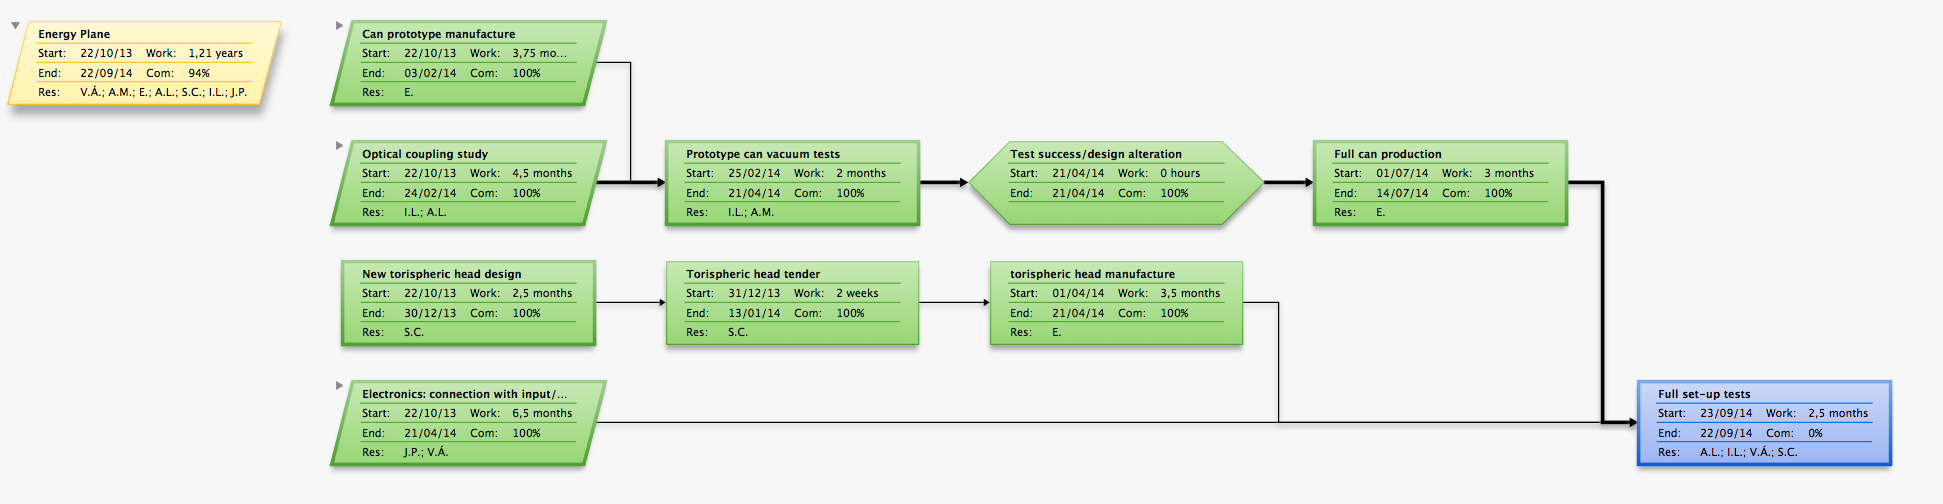 Energy Plane
Start: 22/10/13 Work: 1,21 years
End: 22/09/14 Com: 94%
Res: V.Á.; A.M.; E.; A.L.; S.C.; I.L.; J.P.
Can prototype manufacture
Start: 22/10/13 Work: 3,75 mo...
End: 03/02/14 Com: 100%
Res: E.
Optical coupling study
Start: 22/10/13 Work: 4,5 months
End: 24/02/14 Com: 100%
Res: I.L.; A.L.
Prototype can vacuum tests
Start: 25/02/14 Work: 2 months
End: 21/04/14 Com: 100%
Res: I.L.; A.M.
Test success/design alteration
Start: 21/04/14 Work: 0 hours
End: 21/04/14 Com: 100%
Full can production
Start: 01/07/14 Work: 3 months
End: 14/07/14 Com: 100%
Res: E.
New torispheric head design
Start: 22/10/13 Work: 2,5 months
End: 30/12/13 Com: 100%
Res: S.C.
Torispheric head tender
Start: 31/12/13 Work: 2 weeks
End: 13/01/14 Com: 100%
Res: S.C.
torispheric head manufacture
Start: 01/04/14 Work: 3,5 months
End: 21/04/14 Com: 100%
Res: E.
Electronics: connection with input/...
Start: 22/10/13 Work: 6,5 months
End: 21/04/14 Com: 100%
Res: J.P.; V.Á.
Full set-up tests
Start: 23/09/14 Work: 2,5 months
End: 22/09/14 Com: 0%
Res: A.L.; I.L.; V.Á.; S.C.